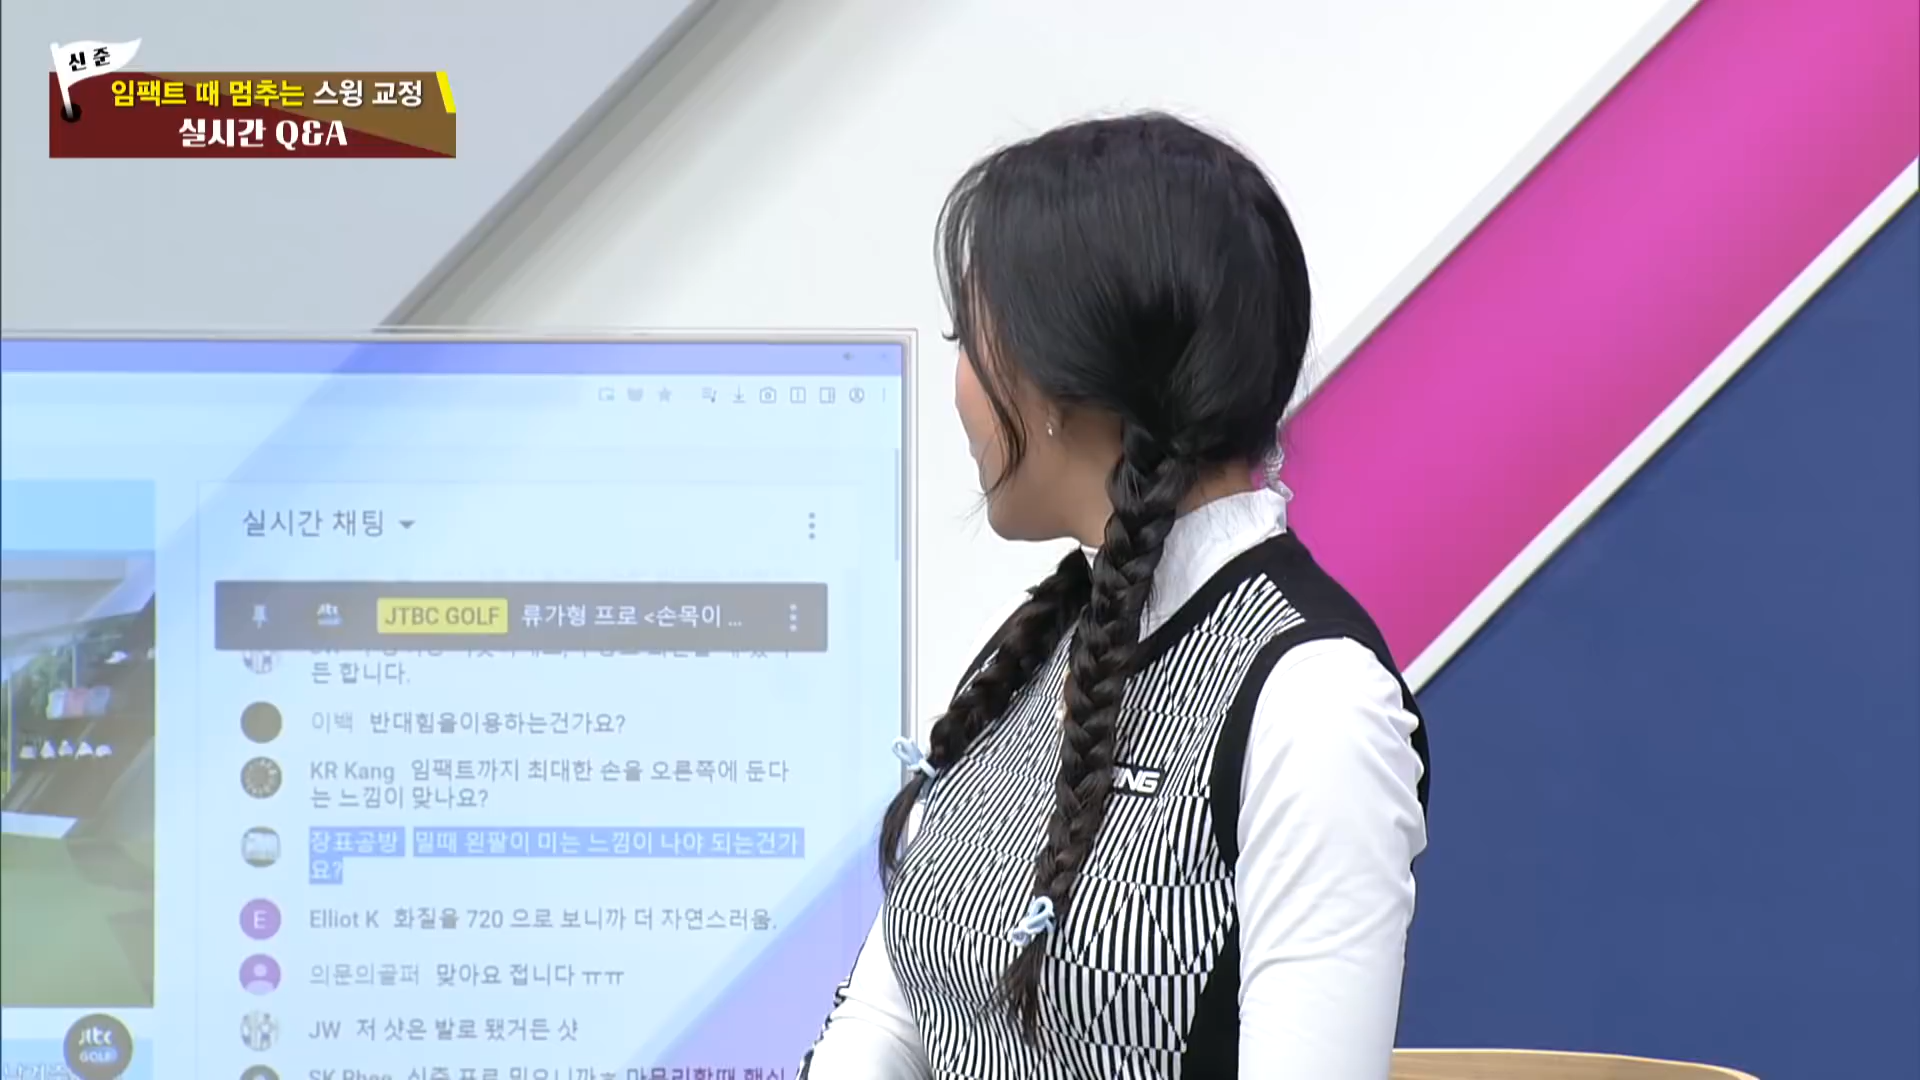 신준
임팩트 때 멈추는 스윙 교정
실시간 Q&A
실시간 채팅
JTBC GOLF 류가형 프로 <손목이 ...
든 합니다.
이백 반대힘을이용하는건가요?
KR Kang 임팩트까지 최대한 손을 오른쪽에 둔다
는 느낌이 맞나요?
장표공방 밀때 왼팔이 미는 느낌이 나야 되는건가
요?
E Elliot K 화질을 720 으로 보니까 더 자연스러움.
의문의골퍼 맞아요 접니다 ㅠㅠ
JW 저 샷은 발로 됐거든 샷
Jtbc
GOLF
NG